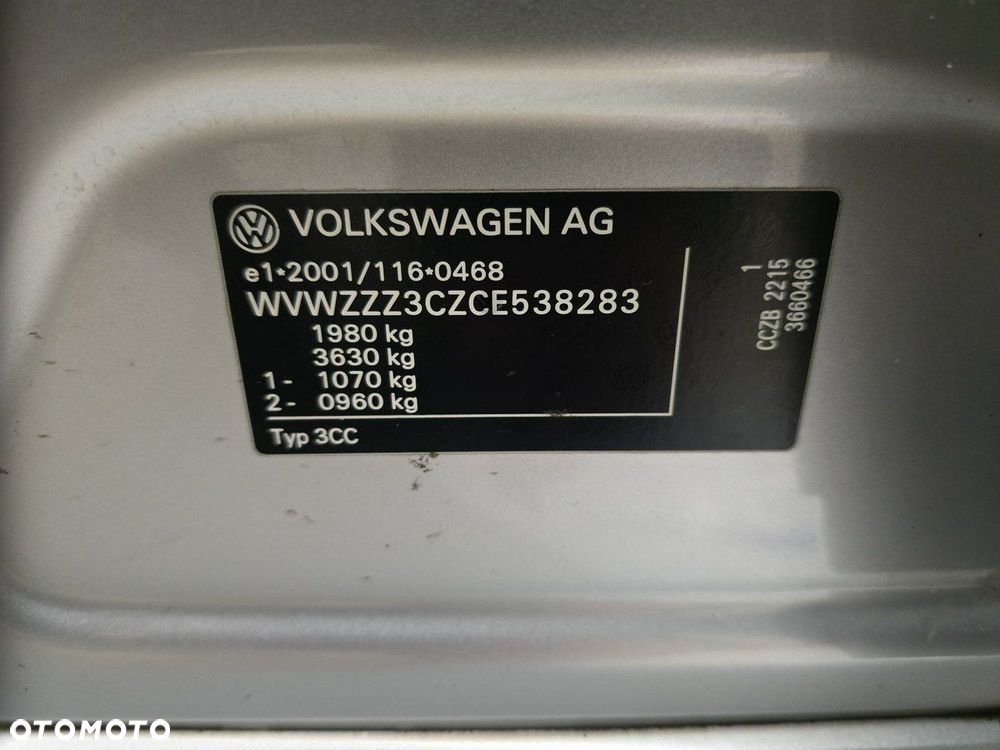 VOLKSWAGEN AG
e1*2001/116*0468
WVWZZZ3CZCE538283
1980 kg
3630 kg
1- 1070 kg
2- 0960 kg
Typ 3CC
1
CCZB 2215
3660466
OTOMOTO